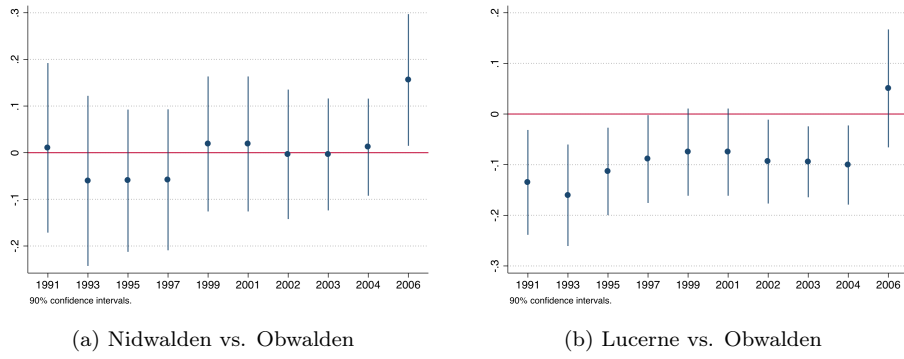 .3
.2
.1
0
-.1
-.2
1991 1993 1995 1997 1999 2001 2002 2003 2004 2006
90% confidence intervals.
(a) Nidwalden vs. Obwalden
.2
.1
0
-.1
-.2
-.3
1991 1993 1995 1997 1999 2001 2002 2003 2004 2006
90% confidence intervals.
(b) Lucerne vs. Obwalden